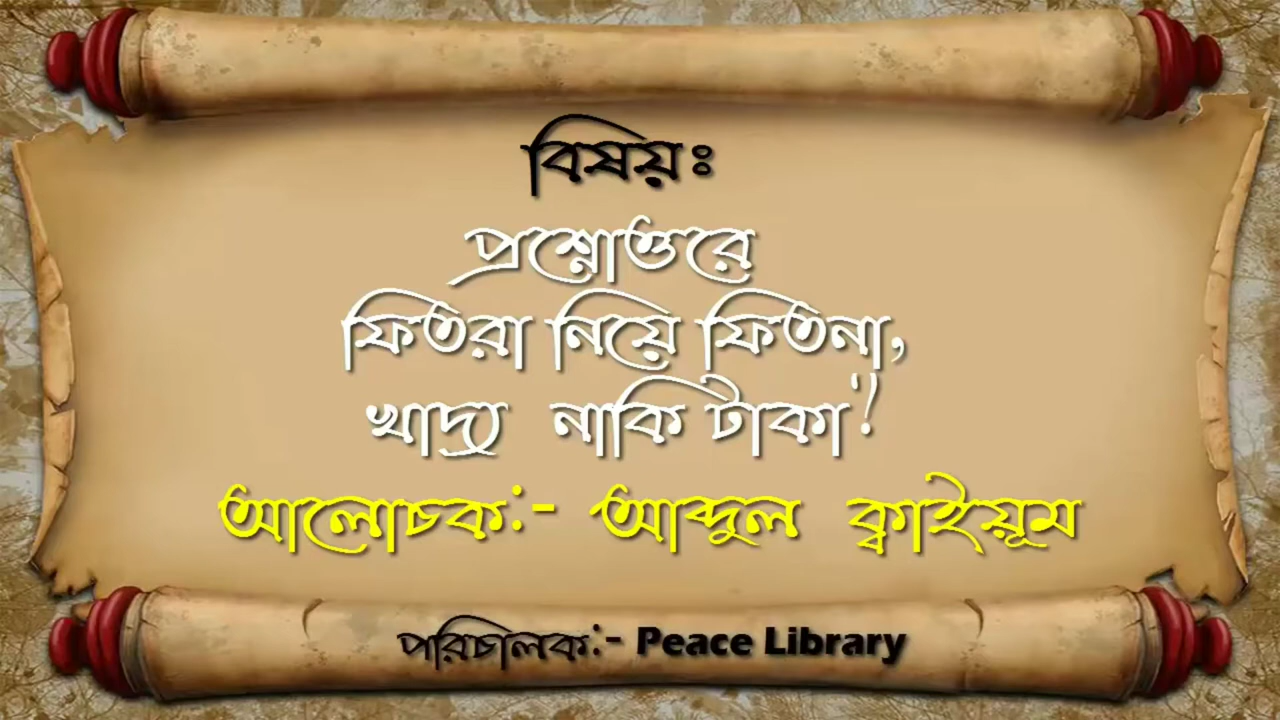 বিষয়ঃ
প্রশ্নোত্তরে
ফিতরা নিয়ে ফিতনা,
খাদ্য নাকি টাকা?
আলোচক:- আব্দুল ক্বাইয়ূম
পরিচালক:- Peace Library